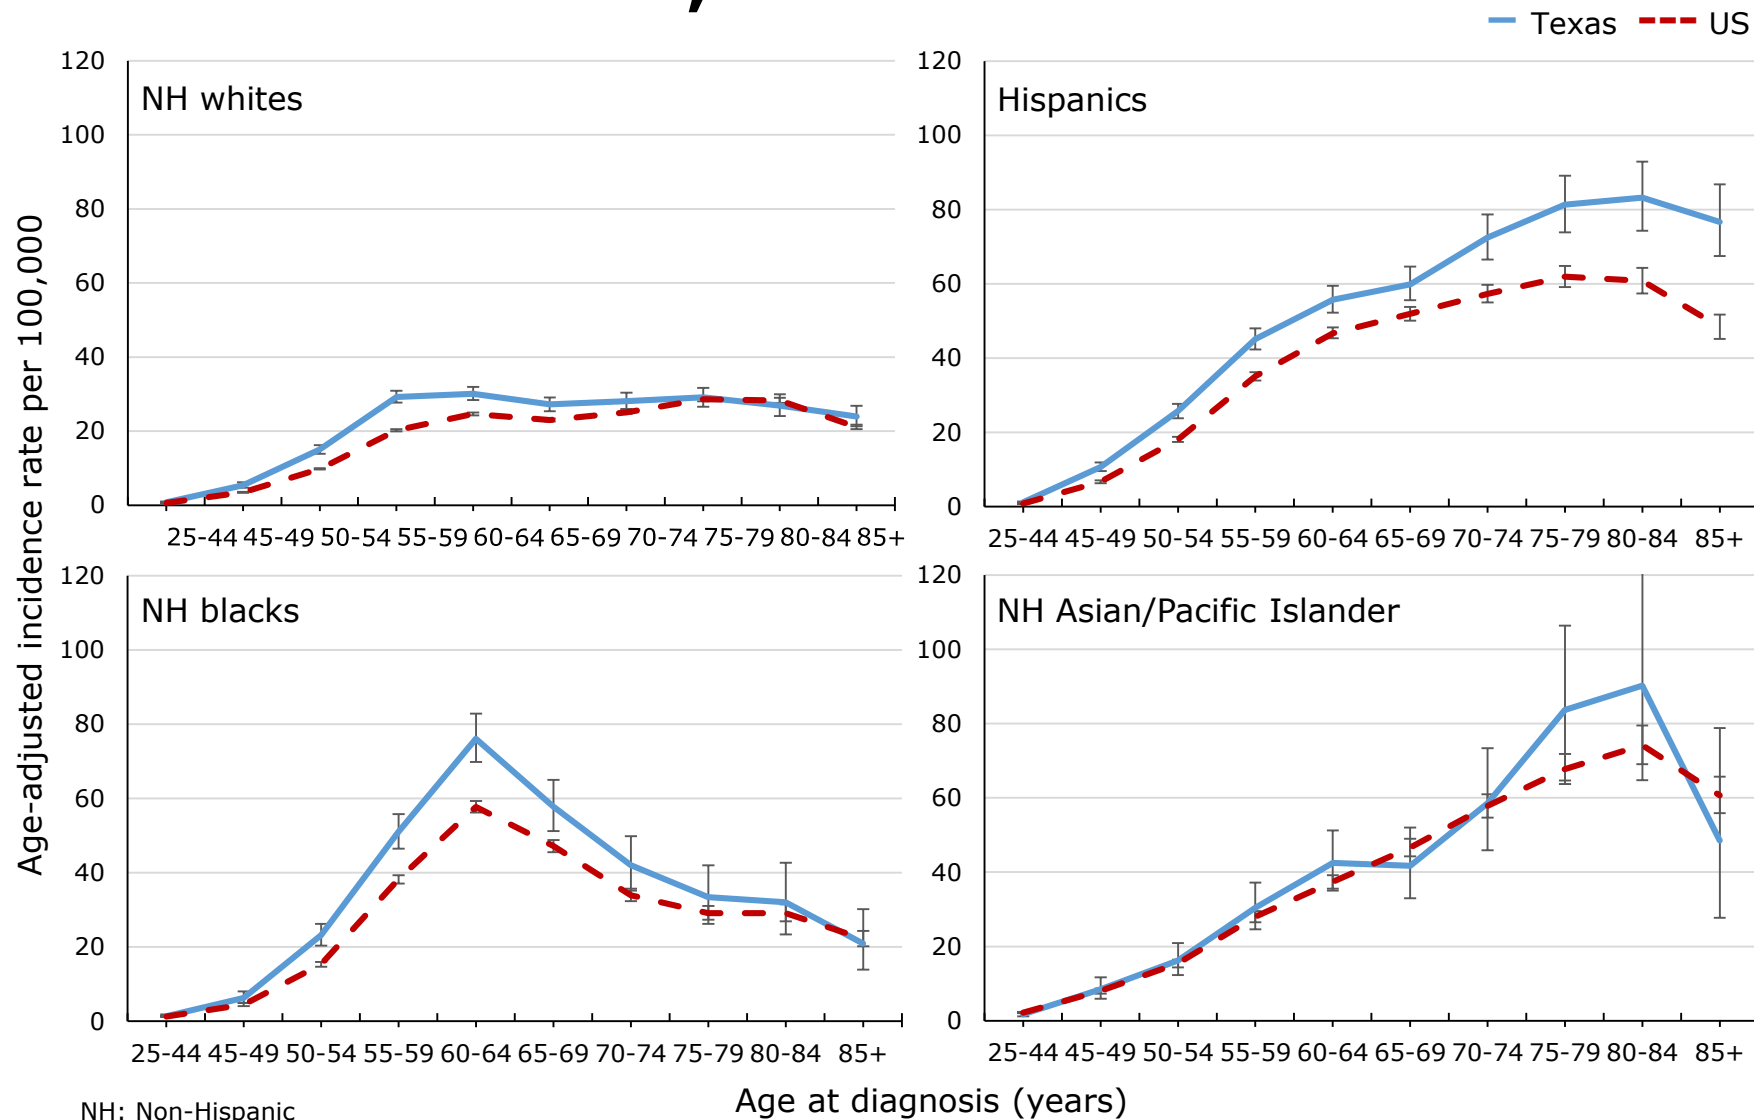 Texas US
NH whites
120
100
80
60
40
20
0
25-44 45-49 50-54 55-59 60-64 65-69 70-74 75-79 80-84 85+
Hispanics
120
100
80
60
40
20
0
25-44 45-49 50-54 55-59 60-64 65-69 70-74 75-79 80-84 85+
Age-adjusted incidence rate per 100,000
NH blacks
120
100
80
60
40
20
0
25-44 45-49 50-54 55-59 60-64 65-69 70-74 75-79 80-84 85+
NH Asian/Pacific Islander
120
100
80
60
40
20
0
25-44 45-49 50-54 55-59 60-64 65-69 70-74 75-79 80-84 85+
Age at diagnosis (years)
NH: Non-Hispanic